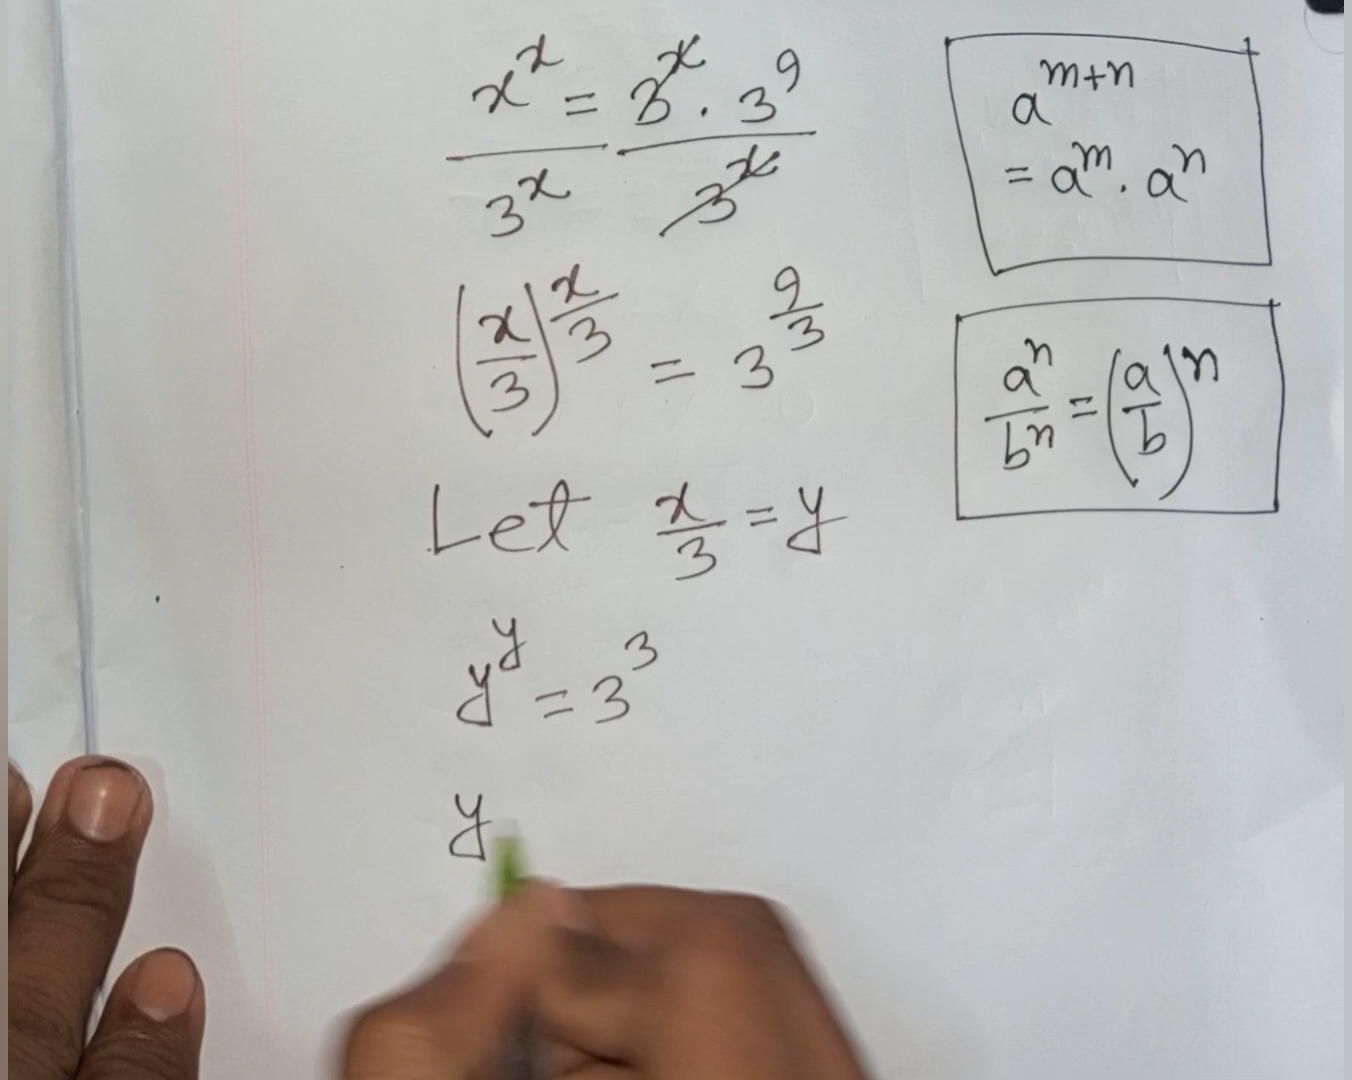 x^x / 3^x = 3^x . 3^9 / 3^x
(x/3)^(x/3) = 3^(9/3)
Let x/3 = y
y^y = 3^3
y
a^(m+n)
= a^m . a^n
a^n / b^n = (a/b)^n